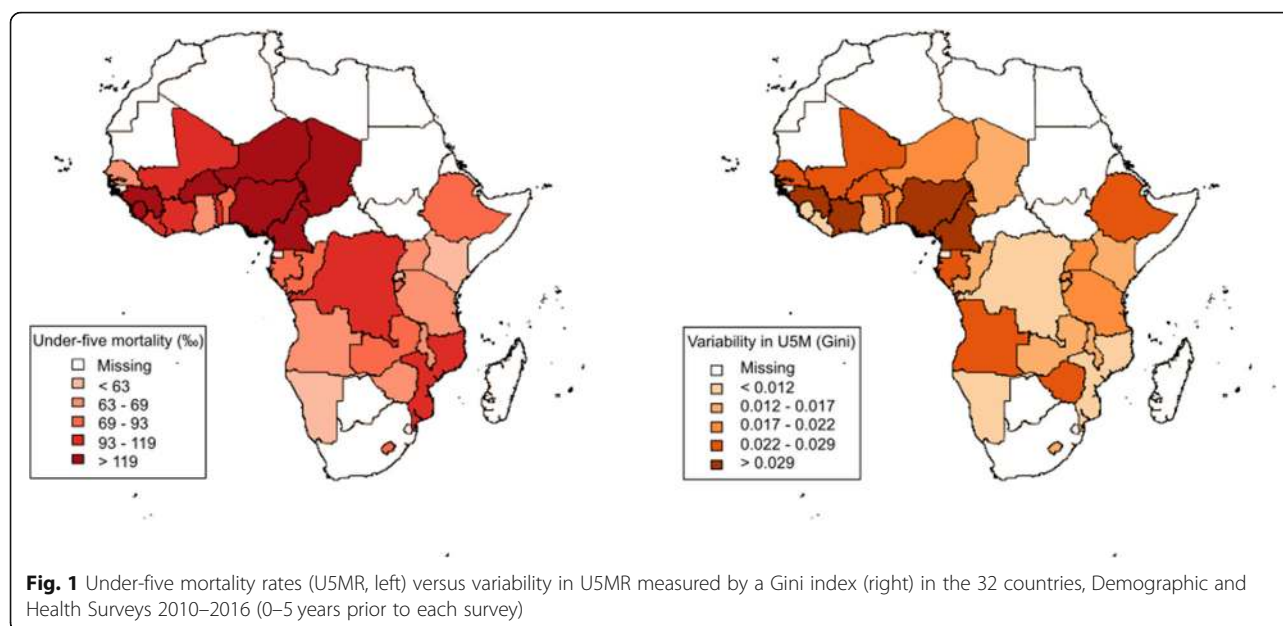 Under-five mortality (‰)
Missing
< 63
63 - 69
69 - 93
93 - 119
> 119
Variability in U5M (Gini)
Missing
< 0.012
0.012 - 0.017
0.017 - 0.022
0.022 - 0.029
> 0.029
Fig. 1 Under-five mortality rates (U5MR, left) versus variability in U5MR measured by a Gini index (right) in the 32 countries, Demographic and
Health Surveys 2010–2016 (0–5 years prior to each survey)